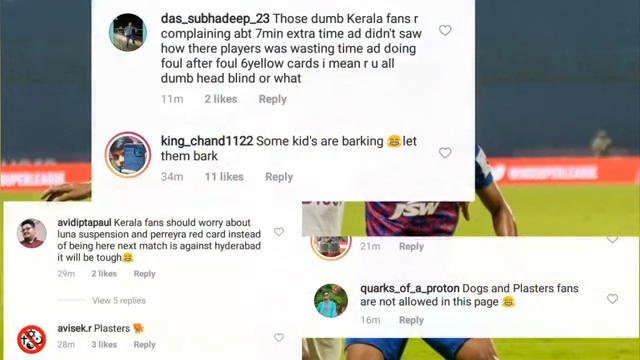 das_subhadeep_23 Those dumb Kerala fans r
complaining abt 7min extra time ad didn't saw
how there players was wasting time ad doing
foul after foul 6yellow cards i mean r u all
dumb head blind or what
11m 2 likes Reply
king_chand1122 Some kid's are barking 😂let
them bark
34m 11 likes Reply
SUPERLEAGUE
JSW
avidiptapaul Kerala fans should worry about
luna suspension and perreyra red card instead
of being here next match is against hyderabad
it will be tough😂
29m 2 likes Reply
View 5 replies
avisek.r Plasters 🐕
28m 3 likes Reply
21m Reply
quarks_of_a_proton Dogs and Plasters fans
are not allowed in this page 😂
16m Reply